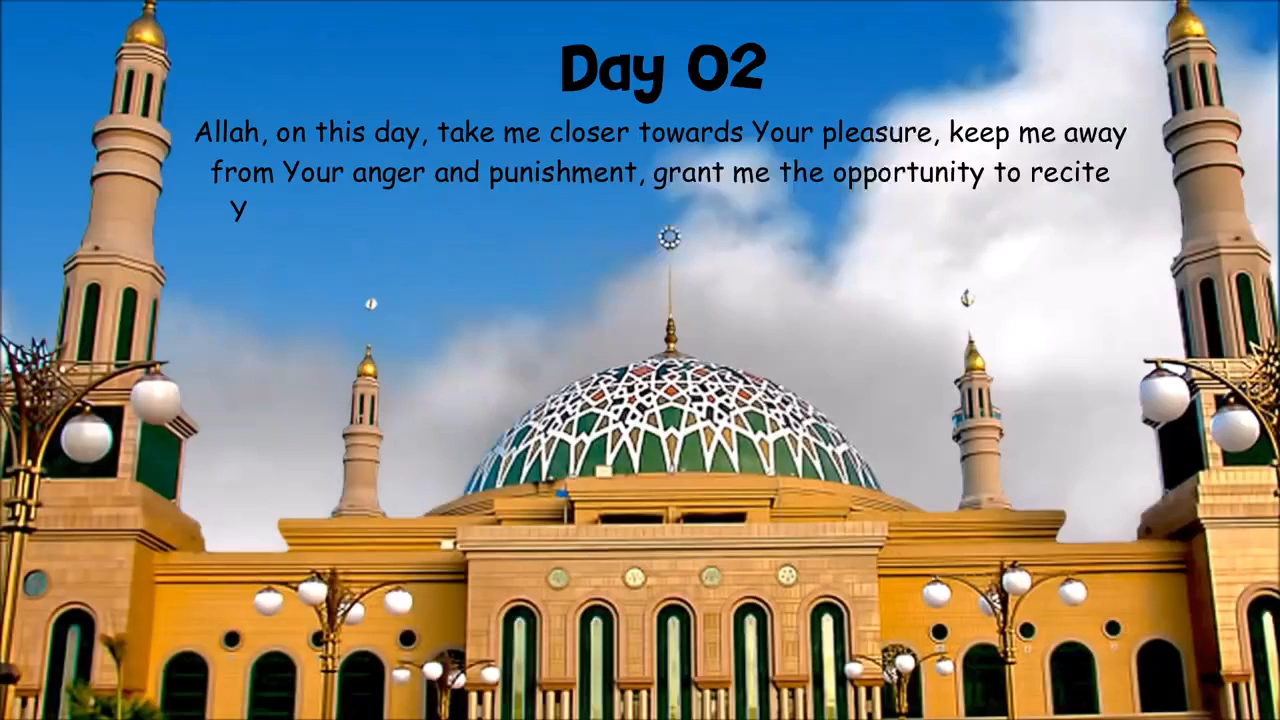 Day 02
Allah, on this day, take me closer towards Your pleasure, keep me away
from Your anger and punishment, grant me the opportunity to recite
Y